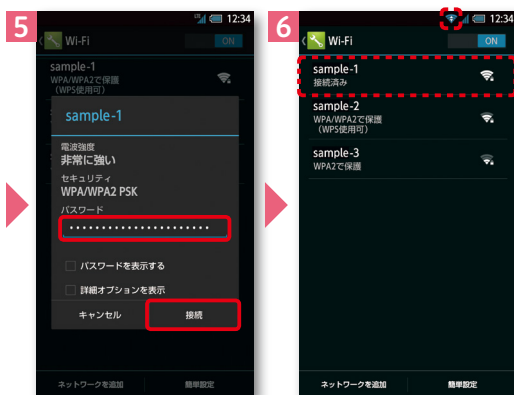 5
12:34
Wi-Fi
ON
sample-1
WPA/WPA2で保護
（WPS使用可）
sample-1
電波強度
非常に強い
セキュリティ
WPA/WPA2 PSK
パスワード
••••••••••••••••••••••
パスワードを表示する
詳細オプションを表示
キャンセル
接続
ネットワークを追加
簡単設定
6
12:34
Wi-Fi
ON
sample-1
接続済み
sample-2
WPA/WPA2で保護
（WPS使用可）
sample-3
WPA2で保護
ネットワークを追加
簡単設定